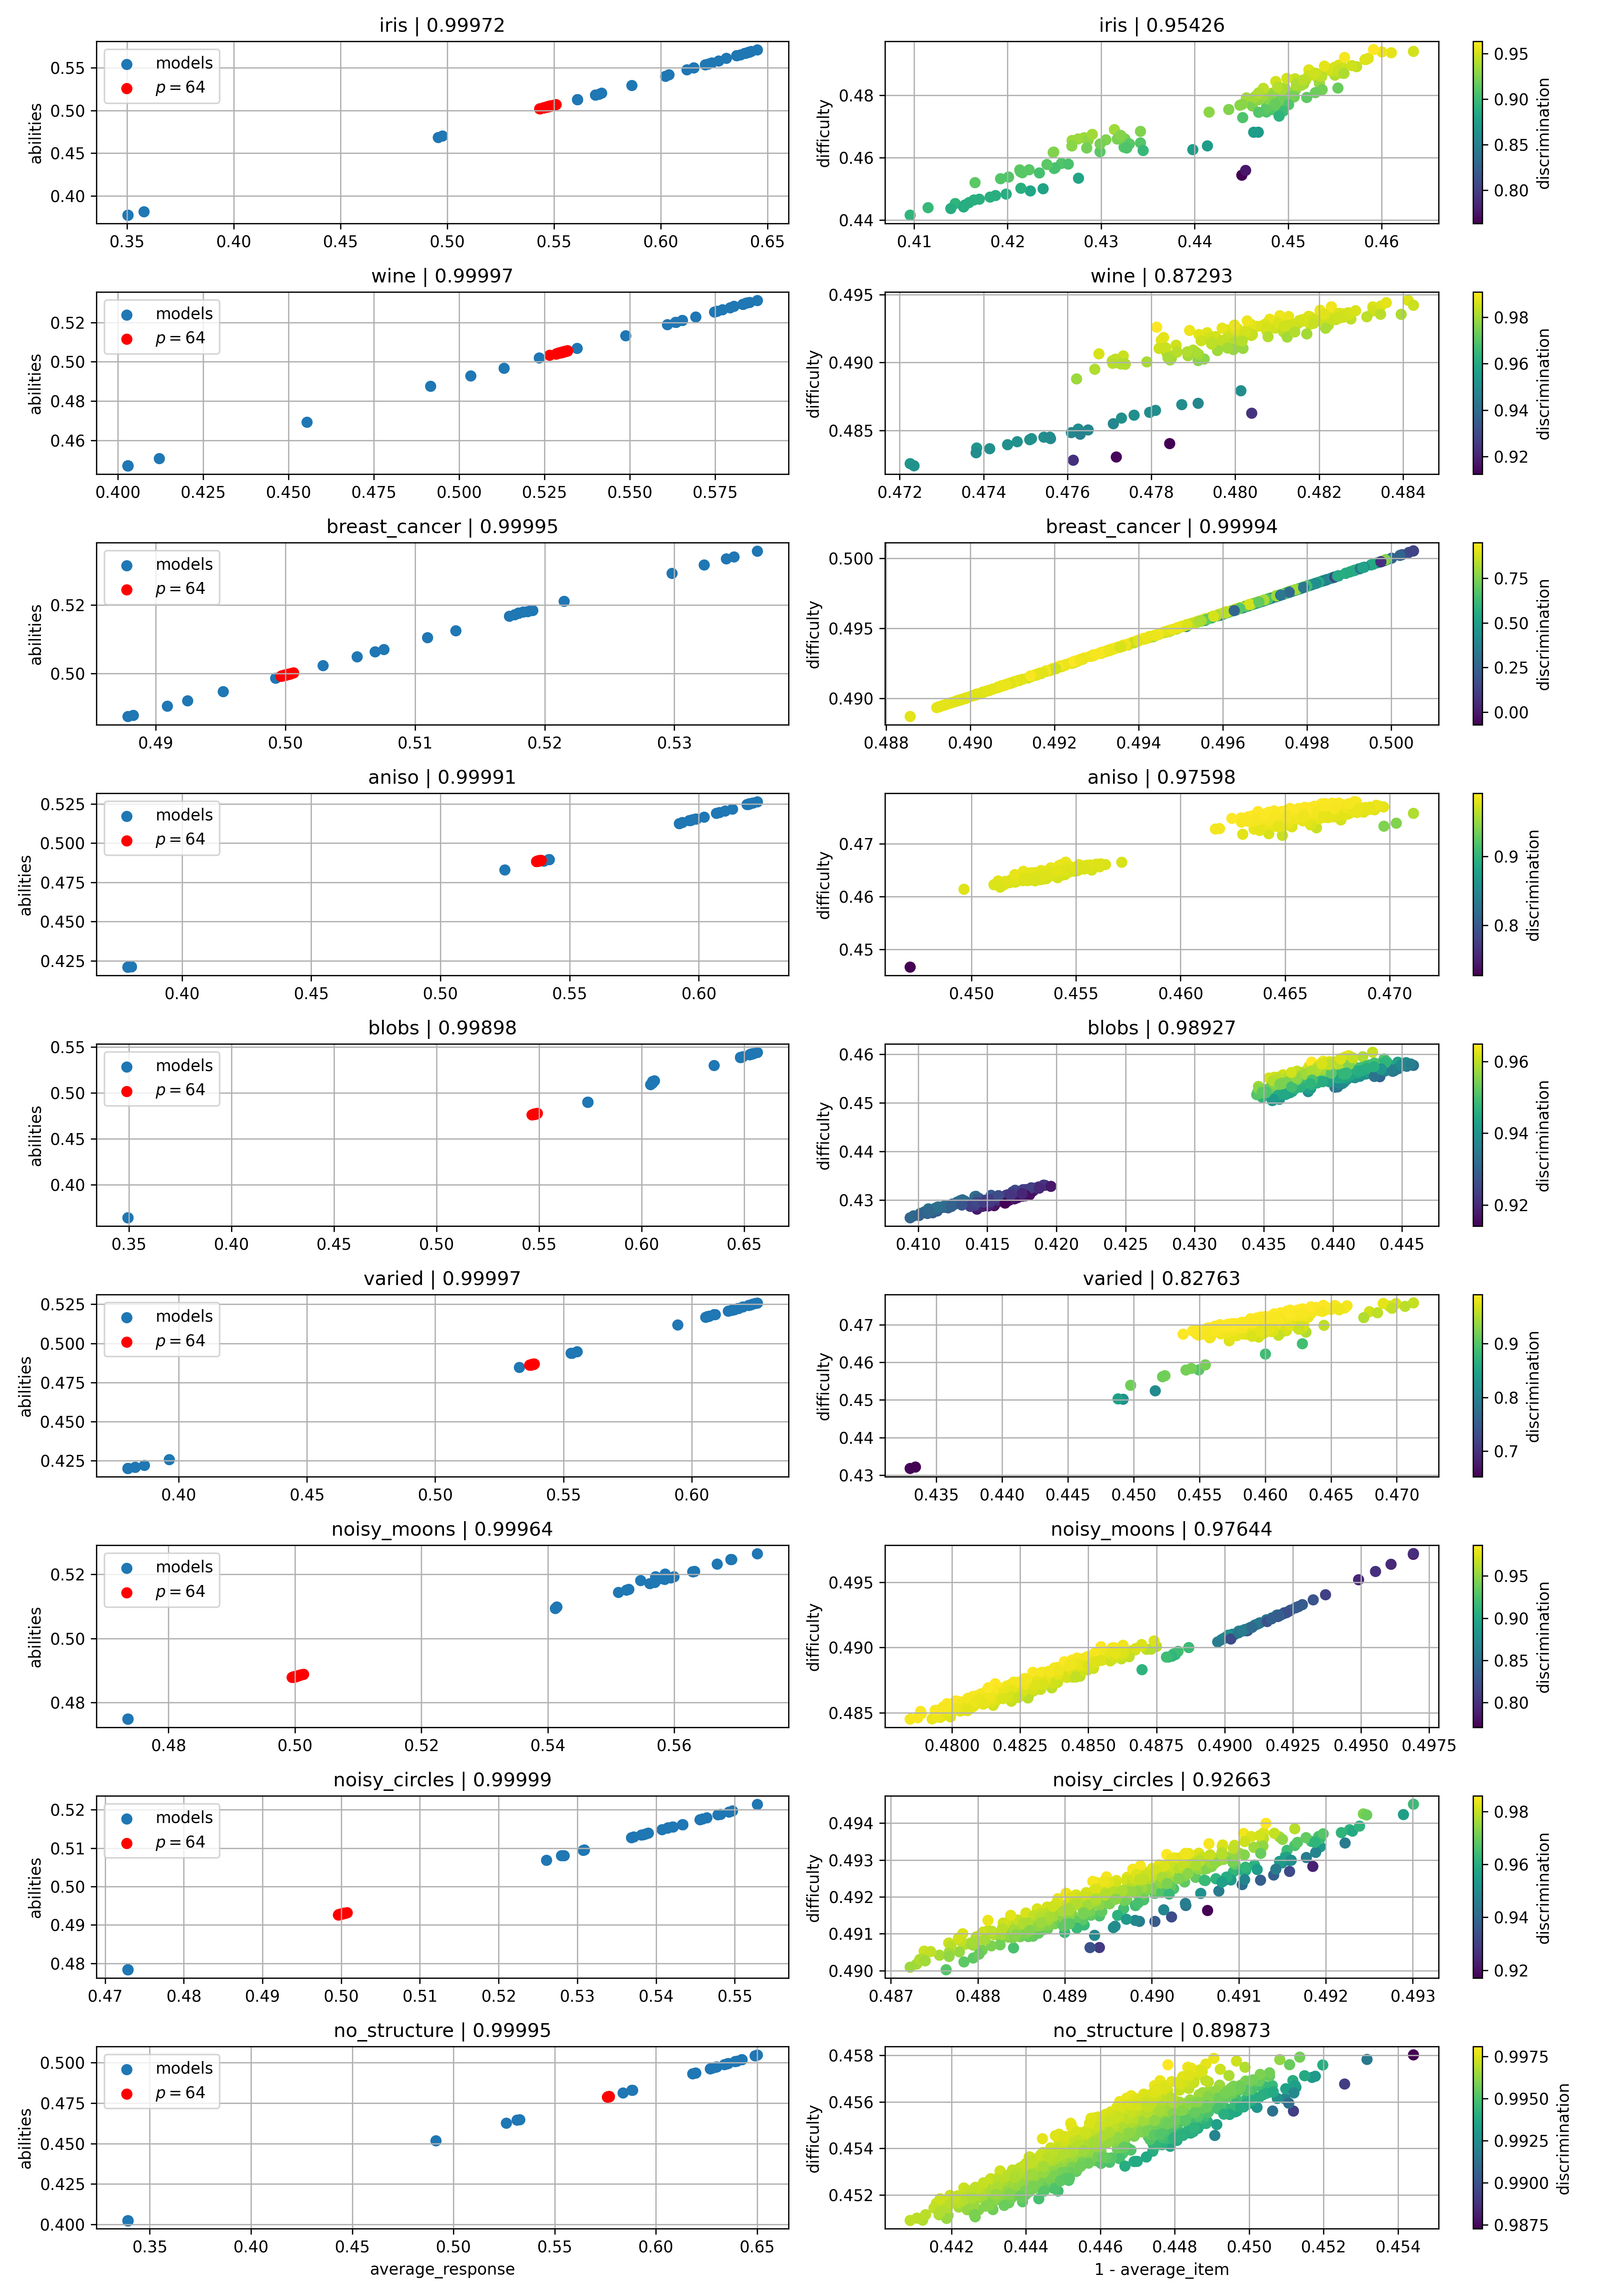 iris | 0.99972
models
p = 64
abilities
0.55
0.50
0.45
0.40
0.35 0.40 0.45 0.50 0.55 0.60 0.65
iris | 0.95426
difficulty
0.48
0.46
0.44
0.41 0.42 0.43 0.44 0.45 0.46
0.95
0.90
0.85
0.80
discrimination
wine | 0.99997
models
p = 64
abilities
0.52
0.50
0.48
0.46
0.400 0.425 0.450 0.475 0.500 0.525 0.550 0.575
wine | 0.87293
difficulty
0.495
0.490
0.485
0.472 0.474 0.476 0.478 0.480 0.482 0.484
0.98
0.96
0.94
0.92
discrimination
breast_cancer | 0.99995
models
p = 64
abilities
0.52
0.50
0.49 0.50 0.51 0.52 0.53
breast_cancer | 0.99994
difficulty
0.500
0.495
0.490
0.488 0.490 0.492 0.494 0.496 0.498 0.500
0.75
0.50
0.25
0.00
discrimination
aniso | 0.99991
models
p = 64
abilities
0.525
0.500
0.475
0.450
0.425
0.40 0.45 0.50 0.55 0.60
aniso | 0.97598
difficulty
0.47
0.46
0.45
0.450 0.455 0.460 0.465 0.470
0.9
0.8
discrimination
blobs | 0.99898
models
p = 64
abilities
0.55
0.50
0.45
0.40
0.35 0.40 0.45 0.50 0.55 0.60 0.65
blobs | 0.98927
difficulty
0.46
0.45
0.44
0.43
0.410 0.415 0.420 0.425 0.430 0.435 0.440 0.445
0.96
0.94
0.92
discrimination
varied | 0.99997
models
p = 64
abilities
0.525
0.500
0.475
0.450
0.425
0.40 0.45 0.50 0.55 0.60
varied | 0.82763
difficulty
0.47
0.46
0.45
0.44
0.43
0.435 0.440 0.445 0.450 0.455 0.460 0.465 0.470
0.9
0.8
0.7
discrimination
noisy_moons | 0.99964
models
p = 64
abilities
0.52
0.50
0.48
0.48 0.50 0.52 0.54 0.56
noisy_moons | 0.97644
difficulty
0.495
0.490
0.485
0.4800 0.4825 0.4850 0.4875 0.4900 0.4925 0.4950 0.4975
0.95
0.90
0.85
0.80
discrimination
noisy_circles | 0.99999
models
p = 64
abilities
0.52
0.51
0.50
0.49
0.48
0.47 0.48 0.49 0.50 0.51 0.52 0.53 0.54 0.55
noisy_circles | 0.92663
difficulty
0.494
0.493
0.492
0.491
0.490
0.487 0.488 0.489 0.490 0.491 0.492 0.493
0.98
0.96
0.94
0.92
discrimination
no_structure | 0.99995
models
p = 64
abilities
0.500
0.475
0.450
0.425
0.400
0.35 0.40 0.45 0.50 0.55 0.60 0.65
average_response
no_structure | 0.89873
difficulty
0.458
0.456
0.454
0.452
0.442 0.444 0.446 0.448 0.450 0.452 0.454
1 - average_item
0.9975
0.9950
0.9925
0.9900
0.9875
discrimination